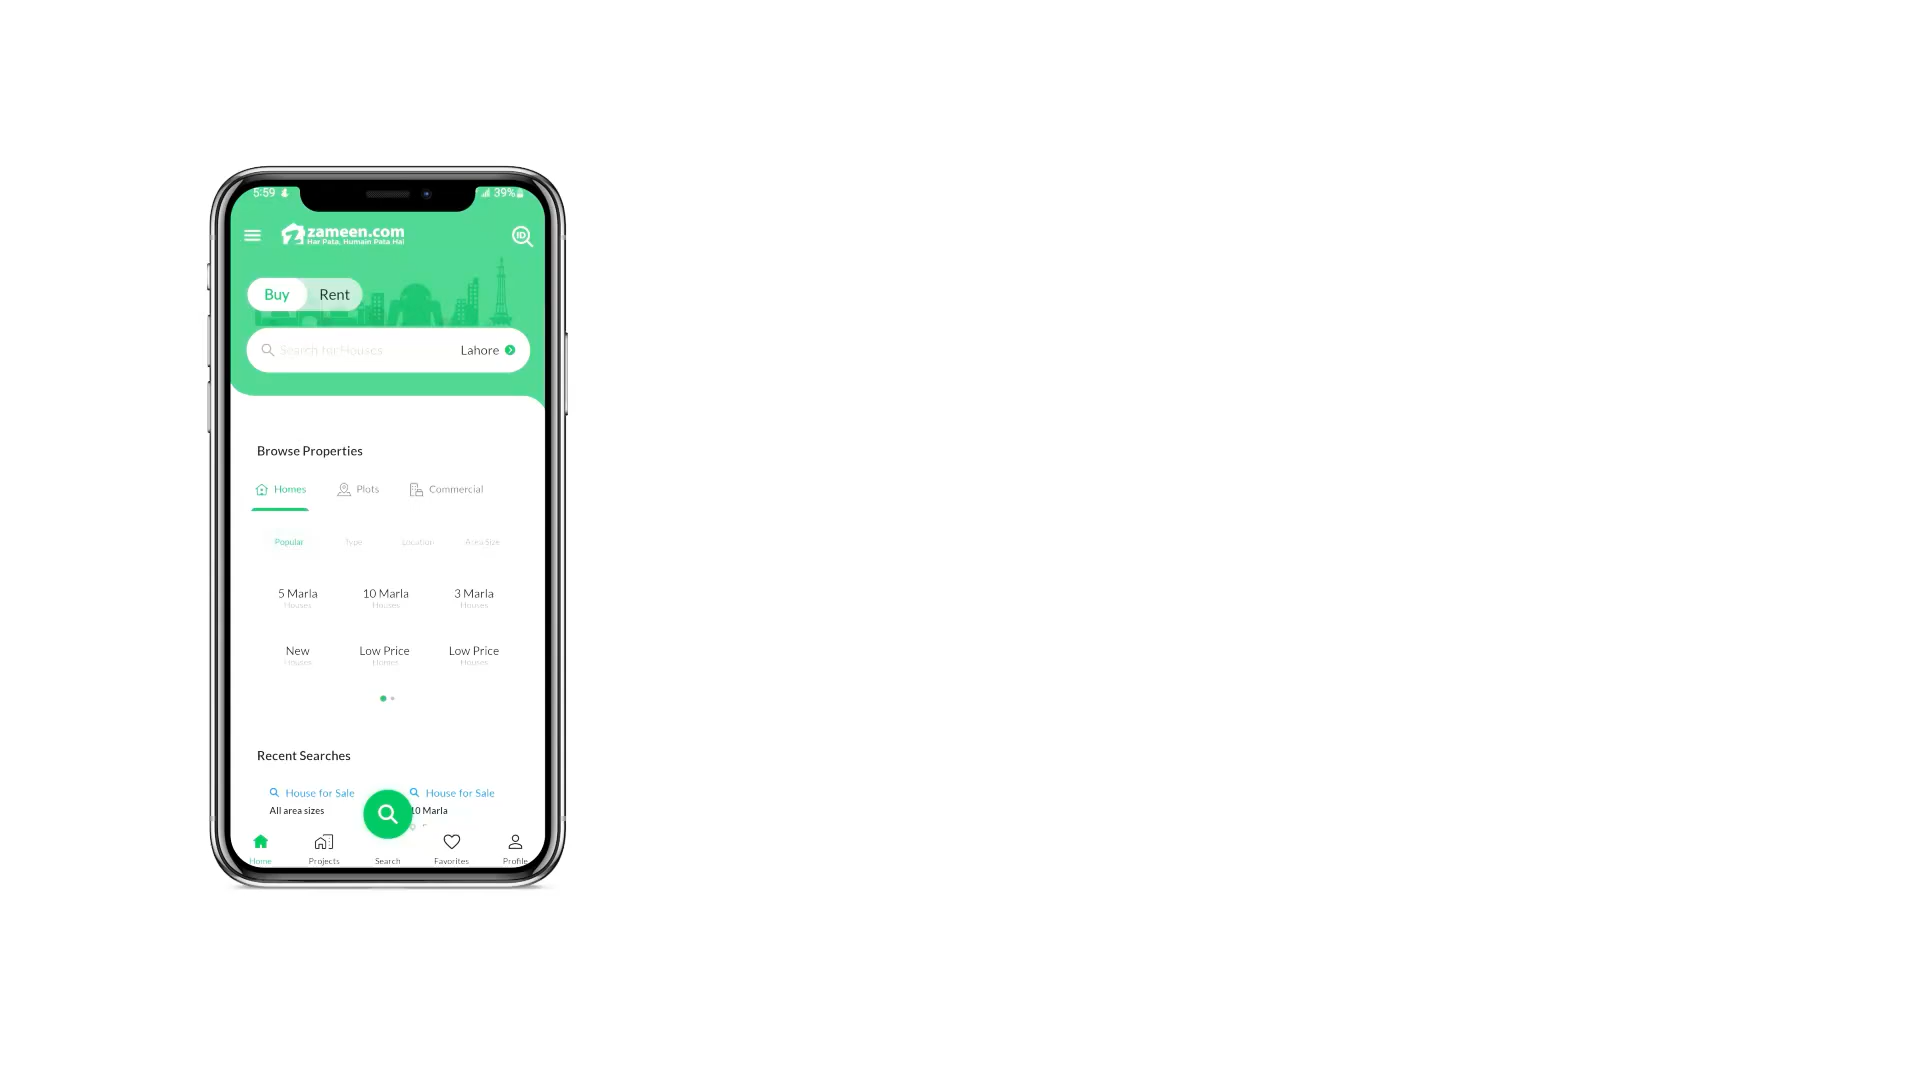 5:59 39%
zameen.com
Har Pata, Humain Pata Hai
ID
Buy Rent
Search for Houses Lahore
Browse Properties
Homes Plots Commercial
Popular Type Location Area Size
5 Marla 10 Marla 3 Marla
Houses Houses Houses
New Low Price Low Price
Houses Homes Houses
Recent Searches
House for Sale House for Sale
All area sizes 10 Marla
Home Projects Search Favorites Profile